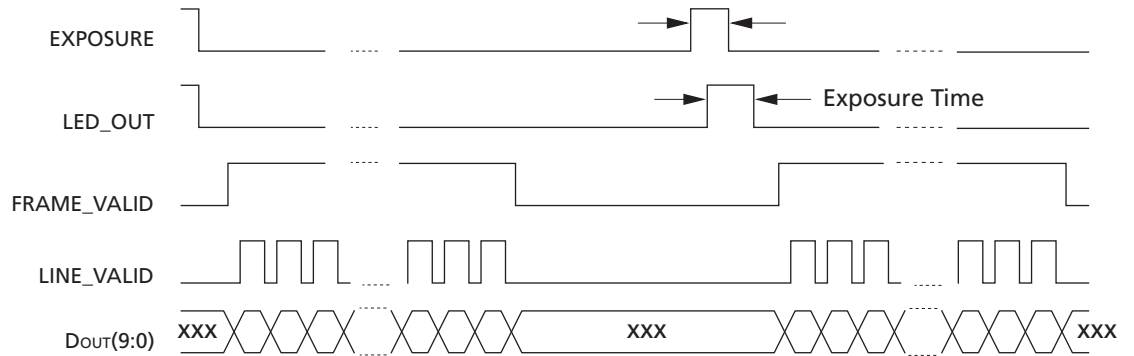 EXPOSURE
LED_OUT
Exposure Time
FRAME_VALID
LINE_VALID
DOUT(9:0)
XXX
XXX
XXX